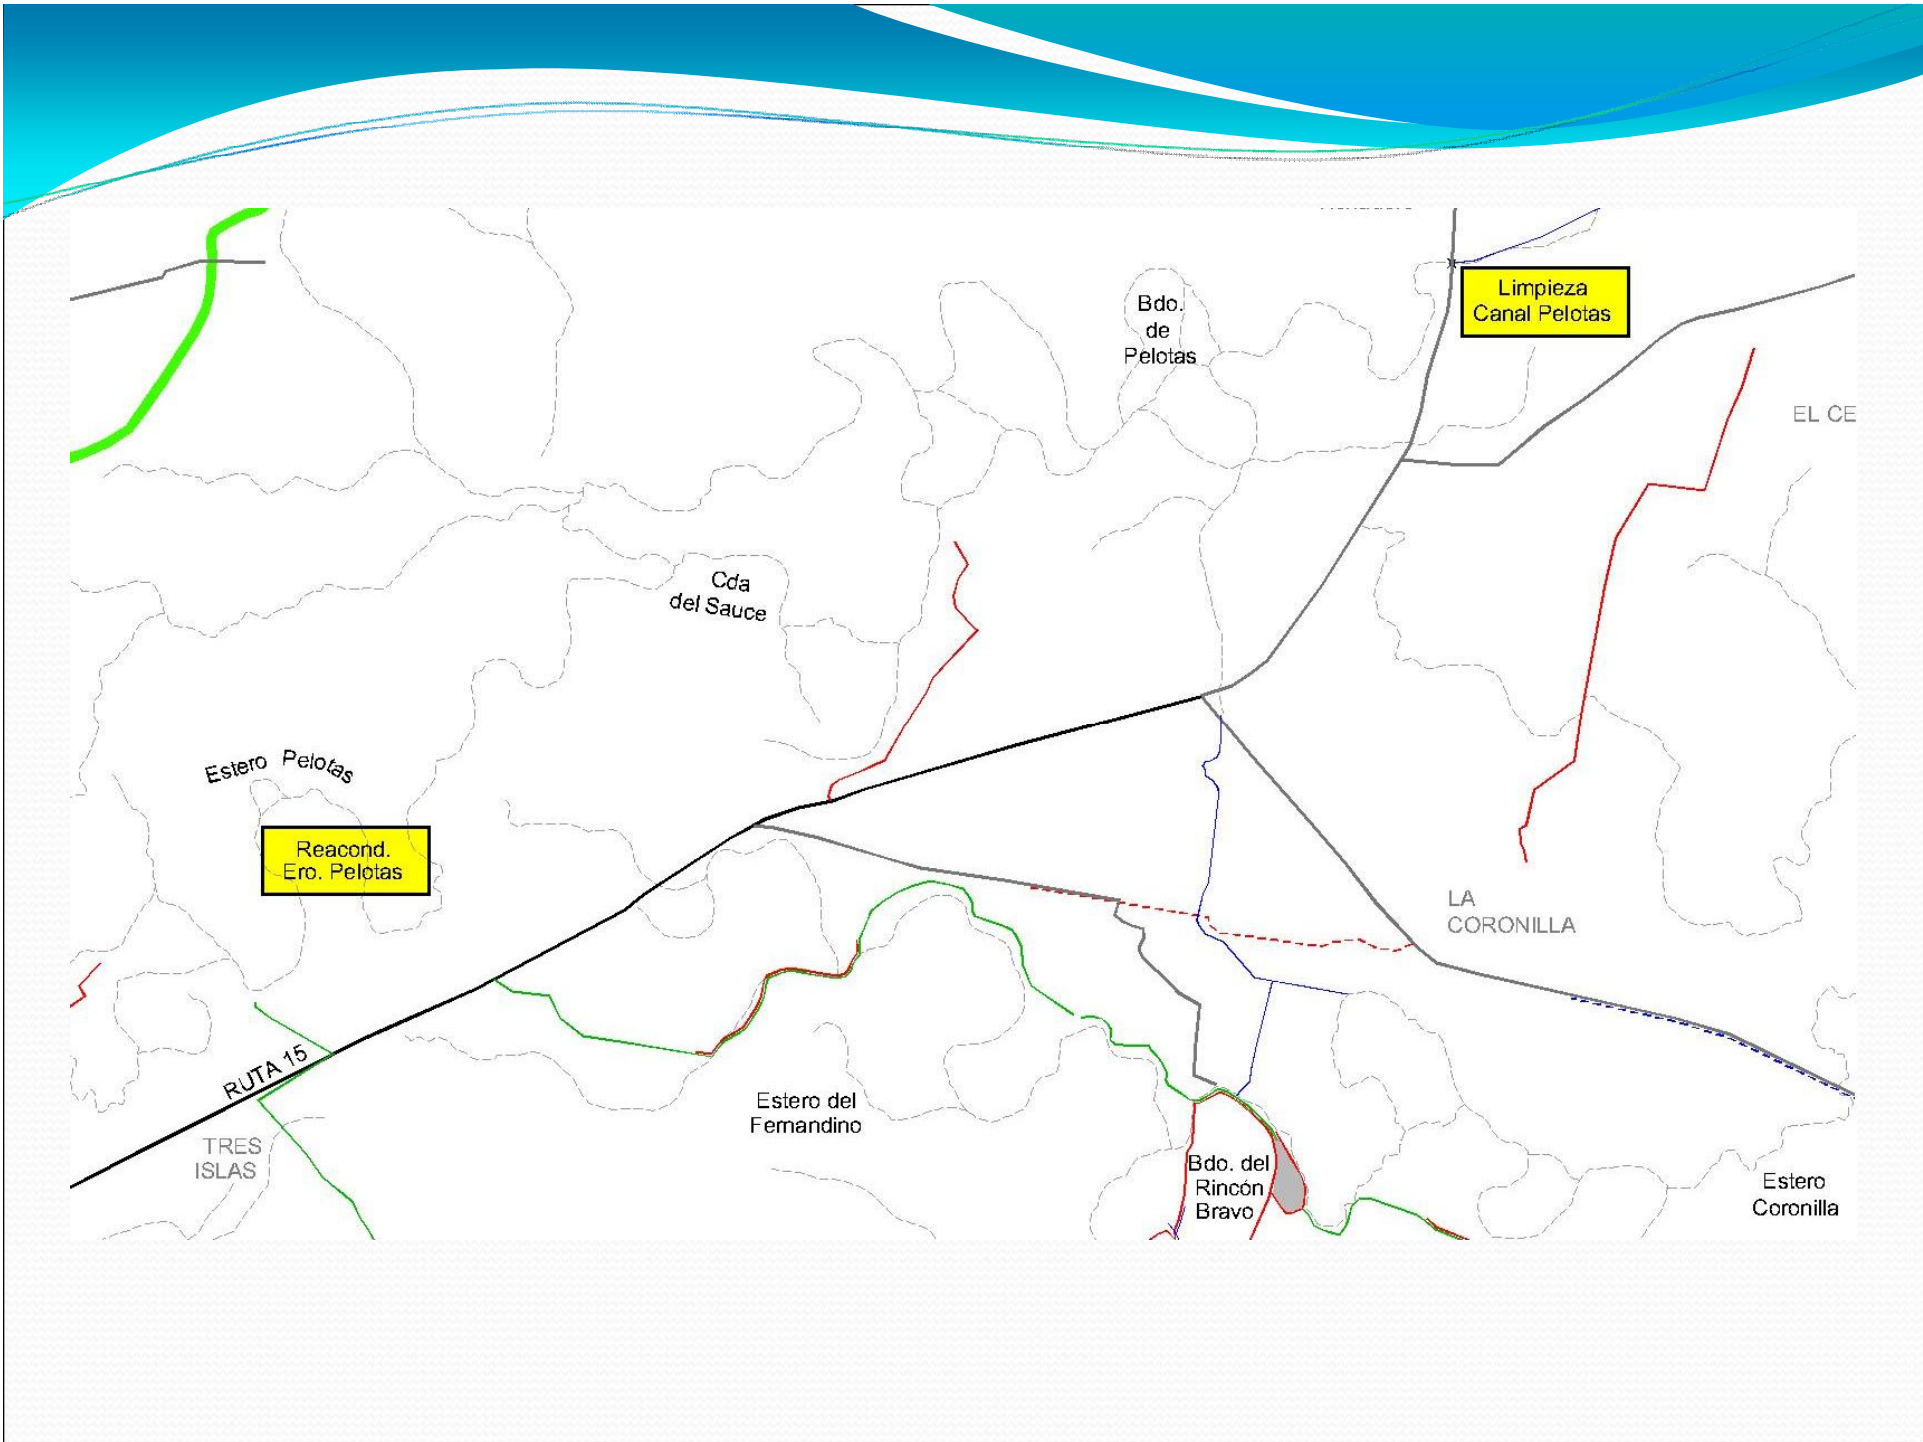 Limpieza
Canal Pelotas
Bdo.
de
Pelotas
EL CE
Cda
del Sauce
Estero Pelotas
Reacond.
Ero. Pelotas
LA
CORONILLA
RUTA 15
Estero del
Fernandino
TRES
ISLAS
Bdo. del
Rincón
Bravo
Estero
Coronilla